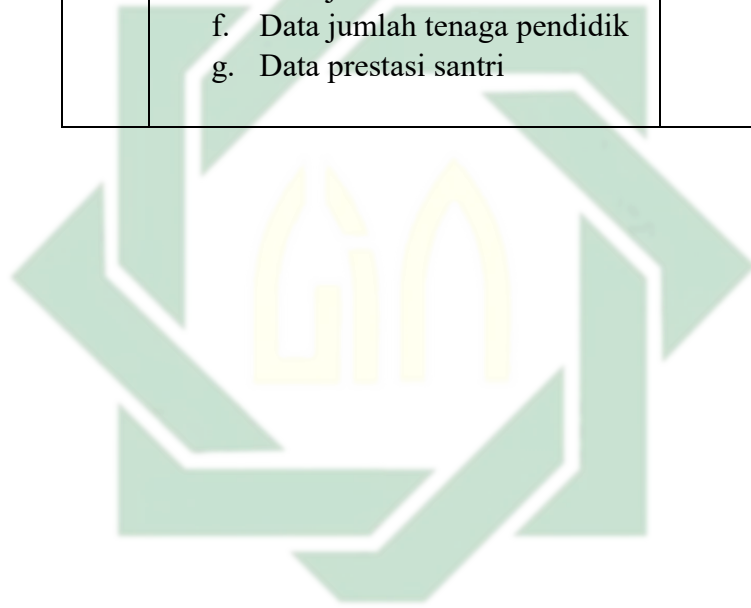 f. Data jumlah tenaga pendidik
g. Data prestasi santri